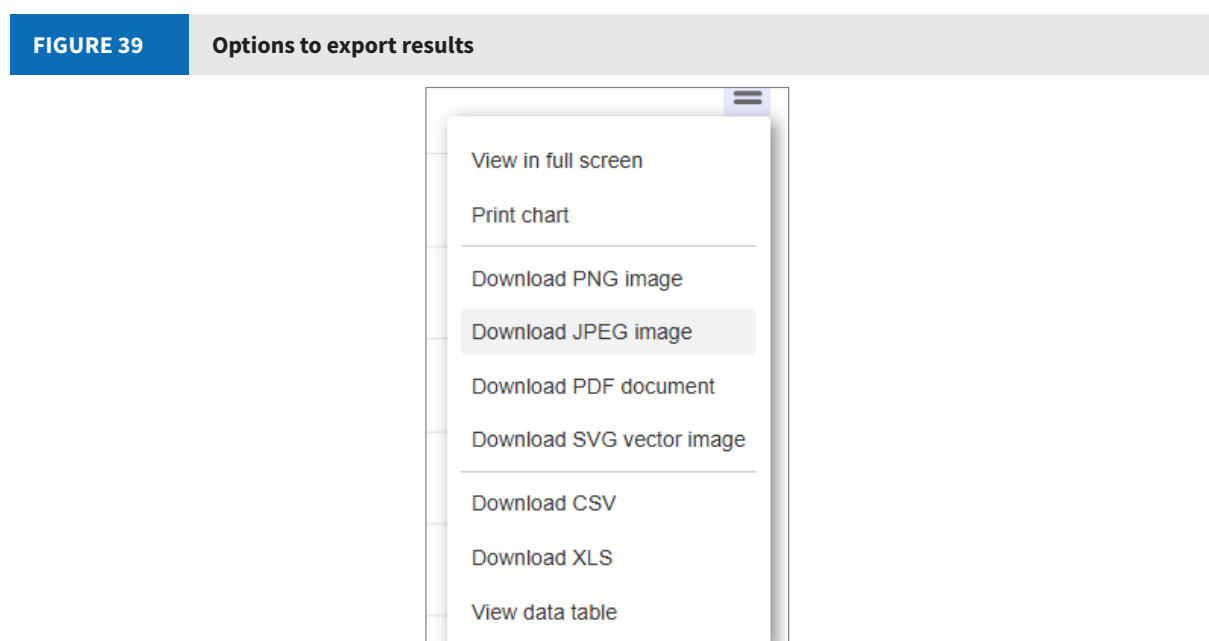 FIGURE 39 Options to export results
View in full screen
Print chart
Download PNG image
Download JPEG image
Download PDF document
Download SVG vector image
Download CSV
Download XLS
View data table